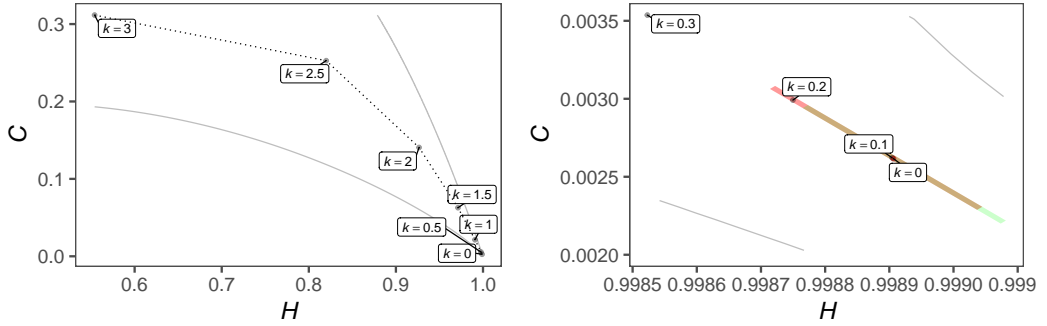 0.3
0.2
0.1
0.0
C
k = 3
k = 2.5
k = 2
k = 1.5
k = 1
k = 0.5
k = 0
0.6 0.7 0.8 0.9 1.0
H
0.0035
0.0030
0.0025
0.0020
C
k = 0.3
k = 0.2
k = 0.1
k = 0
0.9985 0.9986 0.9987 0.9988 0.9989 0.9990 0.999
H